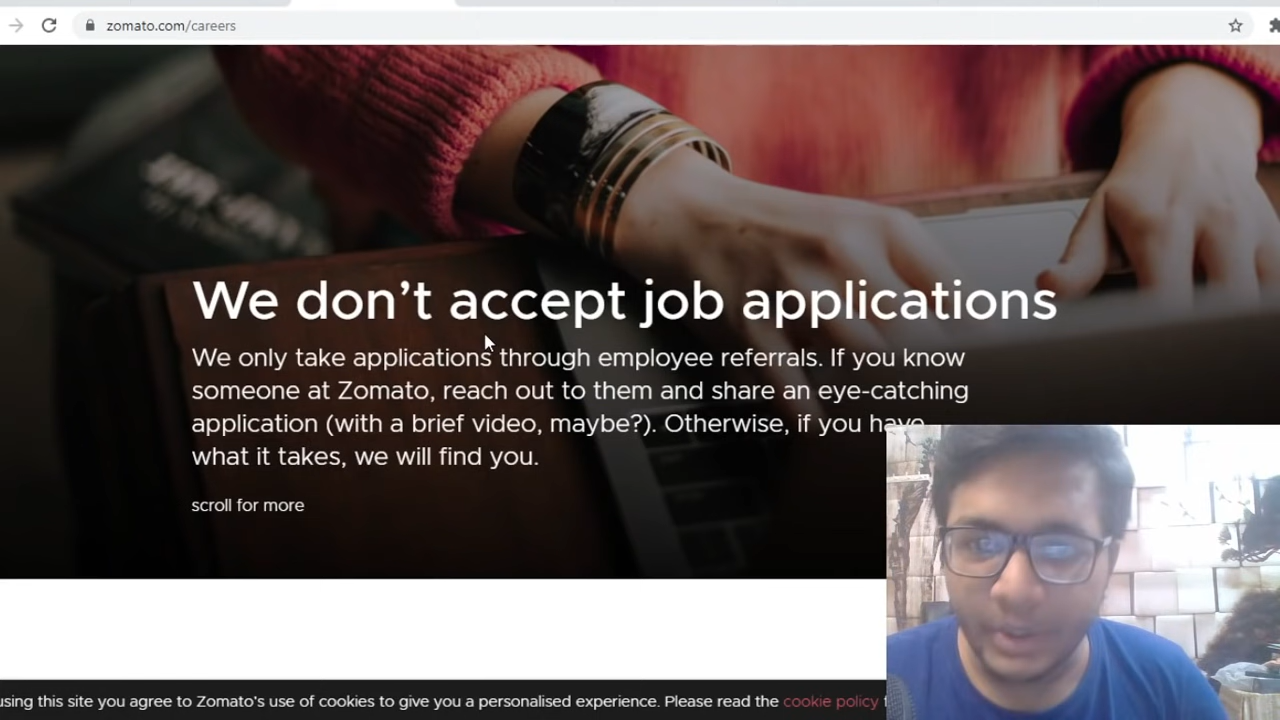 zomato.com/careers
We don’t accept job applications
We only take applications through employee referrals. If you know
someone at Zomato, reach out to them and share an eye-catching
application (with a brief video, maybe?). Otherwise, if you have
what it takes, we will find you.
scroll for more
using this site you agree to Zomato's use of cookies to give you a personalised experience. Please read the cookie policy